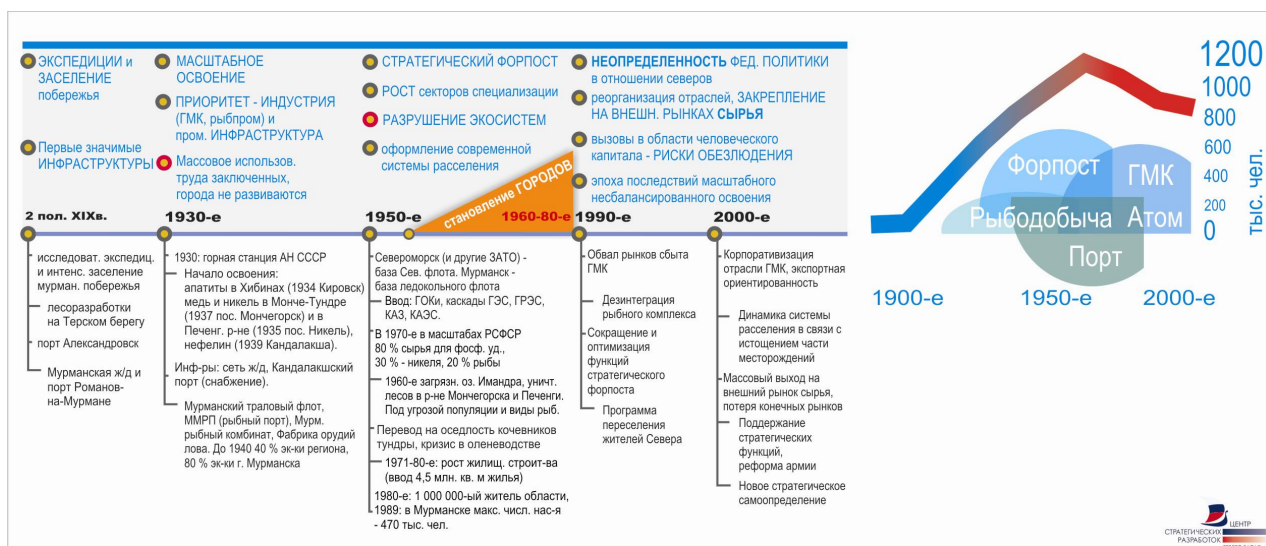 ЭКСПЕДИЦИИ и
ЗАСЕЛЕНИЕ
побережья
Первые значимые
ИНФРАСТРУКТУРЫ
МАСШТАБНОЕ
ОСВОЕНИЕ
ПРИОРИТЕТ - ИНДУСТРИЯ
(ГМК, рыбпром) и
пром. ИНФРАСТРУКТУРА
Массовое использов.
труда заключенных,
города не развиваются
СТРАТЕГИЧЕСКИЙ ФОРПОСТ
РОСТ секторов специализации
РАЗРУШЕНИЕ ЭКОСИСТЕМ
оформление современной
системы расселения
НЕОПРЕДЕЛЕННОСТЬ ФЕД. ПОЛИТИКИ
в отношении северов
реорганизация отраслей, ЗАКРЕПЛЕНИЕ
НА ВНЕШН. РЫНКАХ СЫРЬЯ
вызовы в области человеческого
капитала - РИСКИ ОБЕЗЛЮДЕНИЯ
эпоха последствий масштабного
несбалансированного освоения
становление ГОРОДОВ
2 пол. XIXв.
1930-е
1950-е
1960-80-е
1990-е
2000-е
исследоват. экспедиц.
и интенс. заселение
мурман. побережья
лесоразработки
на Терском берегу
порт Александровск
Мурманская ж/д и
порт Романов-
на-Мурмане
1930: горная станция АН СССР
Начало освоения:
апатиты в Хибинах (1934 Кировск)
медь и никель в Монче-Тундре
(1937 пос. Мончегорск) и в
Печенг. р-не (1935 пос. Никель),
нефелин (1939 Кандалакша).
Инф-ры: сеть ж/д, Кандалакшский
порт (снабжение).
Мурманский траловый флот,
ММРП (рыбный порт), Мурм.
рыбный комбинат, Фабрика орудий
лова. До 1940 40 % эк-ки региона,
80 % эк-ки г. Мурманска
Североморск (и другие ЗАТО) -
база Сев. флота. Мурманск -
база ледокольного флота
Ввод: ГОКи, каскады ГЭС, ГРЭС,
КАЗ, КАЭС.
В 1970-е в масштабах РСФСР
80 % сырья для фосф. уд.,
30 % - никеля, 20 % рыбы
1960-е загрязн. оз. Имандра, уничт.
лесов в р-не Мончегорска и Печенги.
Под угрозой популяции и виды рыб.
Перевод на оседлость кочевников
тундры, кризис в оленеводстве
1971-80-е: рост жилищ. строит-ва
(ввод 4,5 млн. кв. м жилья)
1980-е: 1 000 000-ый житель области,
1989: в Мурманске макс. числ. нас-я
- 470 тыс. чел.
Обвал рынков сбыта
ГМК
Дезинтеграция
рыбного комплекса
Сокращение и
оптимизация
функций
стратегического
форпоста
Программа
переселения
жителей Севера
Корпоративизация
отрасли ГМК, экспортная
ориентированность
Динамика системы
расселения в связи с
истощением части
месторождений
Массовый выход на
внешний рынок сырья,
потеря конечных рынков
Поддержание
стратегических
функций,
реформа армии
Новое стратегическое
самоопределение
1200
1000
800
600
400
200
0
тыс. чел.
Форпост
ГМК
Рыбодобыча
Атом
Порт
1900-е
1950-е
2000-е
ЦЕНТР
СТРАТЕГИЧЕСКИХ
РАЗРАБОТОК